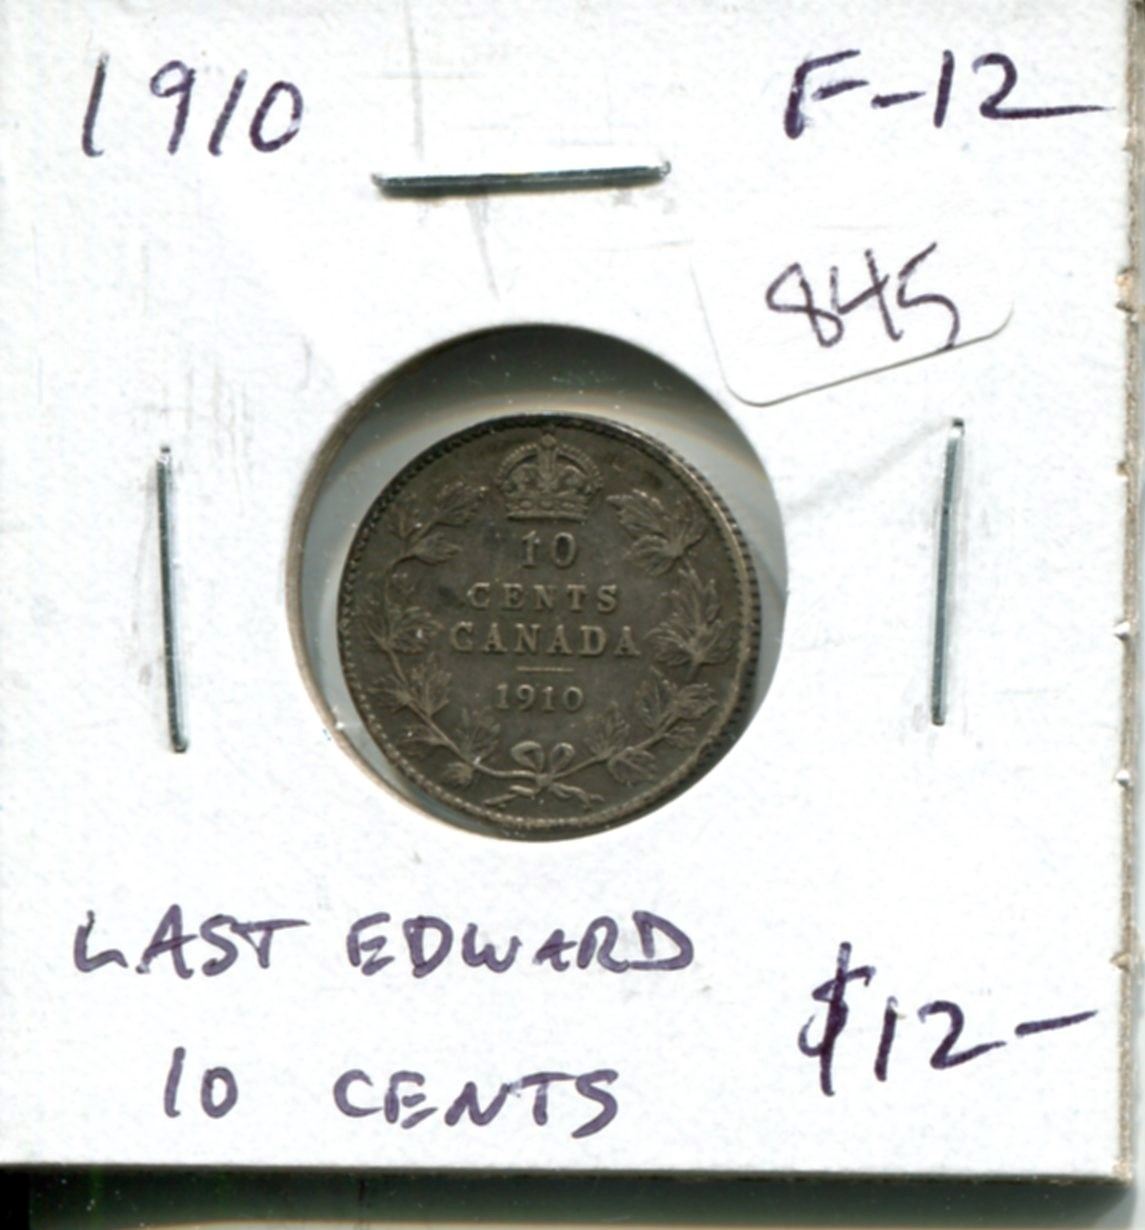 1910 F-12
845
10
CENTS
CANADA
1910
LAST EDWARD
10 CENTS
$12-